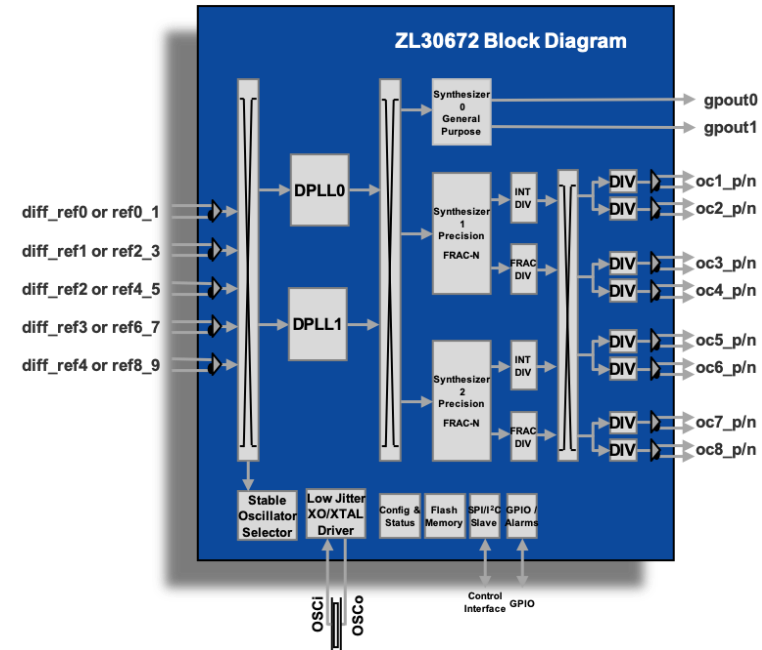 ZL30672 Block Diagram
Synthesizer
0
General
Purpose
gpout0
gpout1
diff_ref0 or ref0_1
diff_ref1 or ref2_3
diff_ref2 or ref4_5
diff_ref3 or ref6_7
diff_ref4 or ref8_9
DPLL0
DPLL1
Synthesizer
1
Precision
FRAC-N
INT
DIV
FRAC
DIV
Synthesizer
2
Precision
FRAC-N
INT
DIV
FRAC
DIV
DIV
DIV
DIV
DIV
DIV
DIV
DIV
DIV
oc1_p/n
oc2_p/n
oc3_p/n
oc4_p/n
oc5_p/n
oc6_p/n
oc7_p/n
oc8_p/n
Stable
Oscillator
Selector
Low Jitter
XO/XTAL
Driver
Config &
Status
Flash
Memory
SPI/I²C
Slave
GPIO /
Alarms
Control
Interface
GPIO
OSCi
OSCo